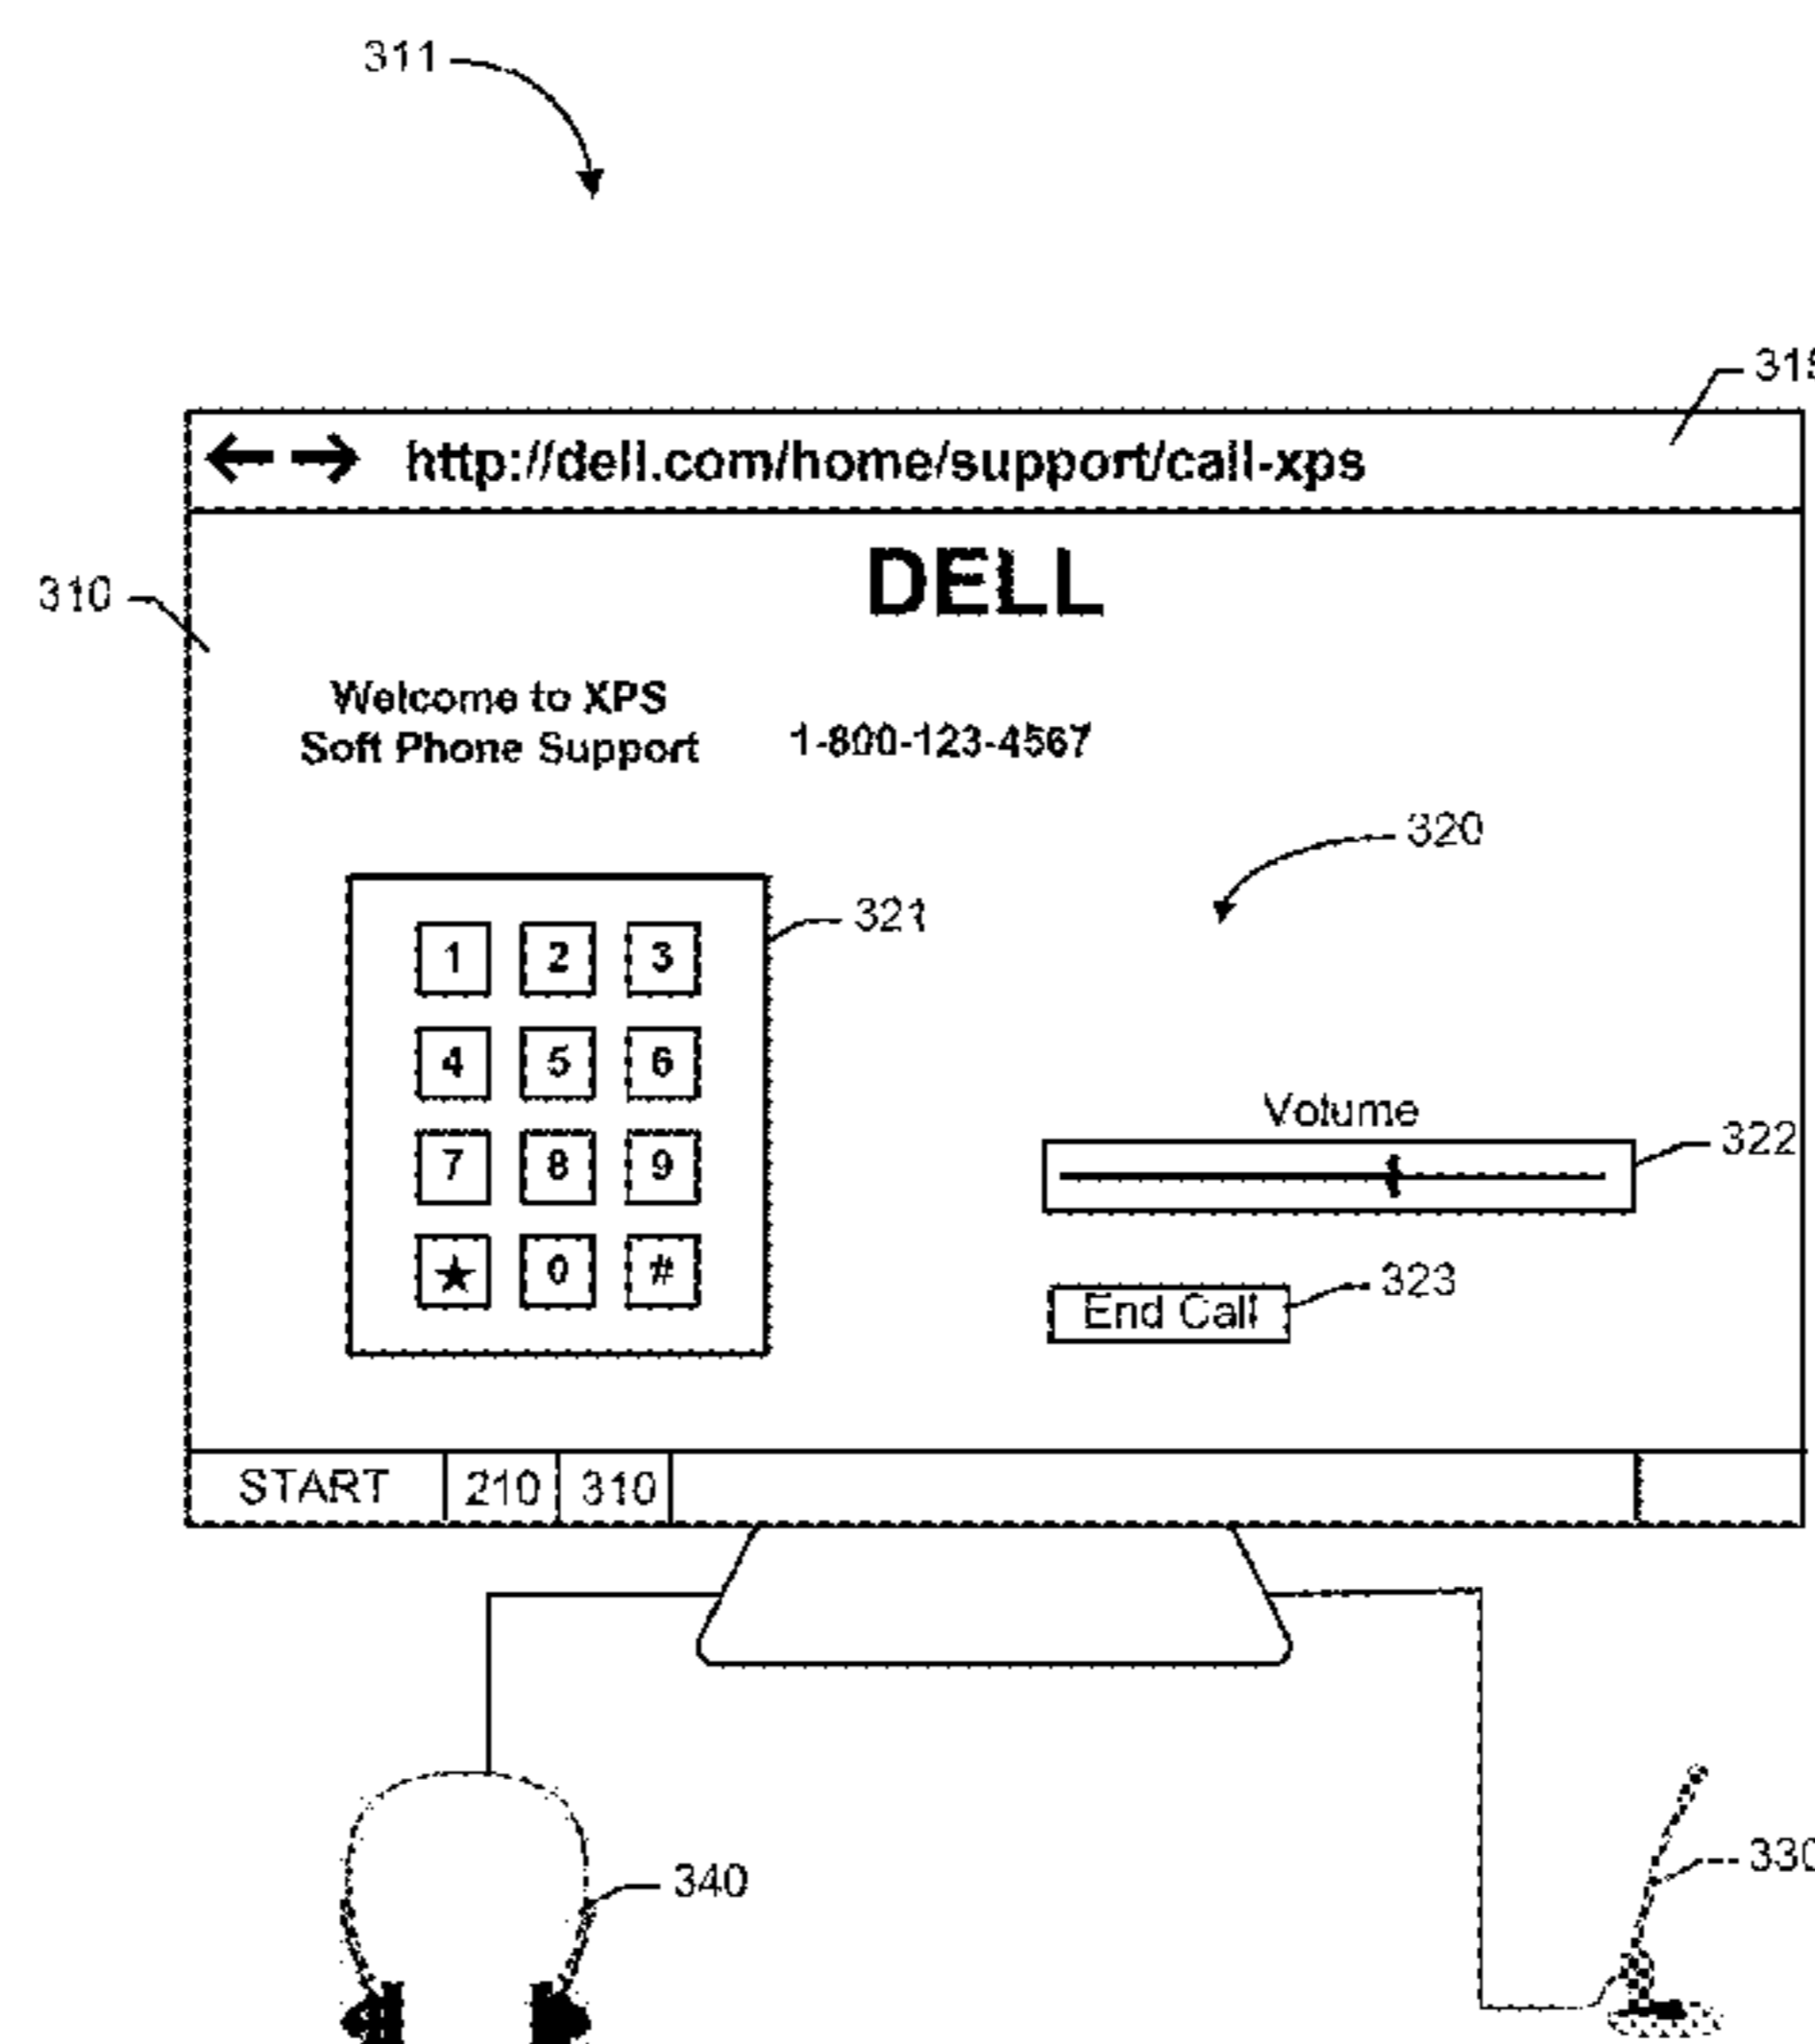 311
http://dell.com/home/support/call-xps
310
DELL
Welcome to XPS
Soft Phone Support
1-800-123-4567
320
321
1 2 3
4 5 6
7 8 9
★ 0 #
Volume
322
End Call
323
START 210 310
340
330